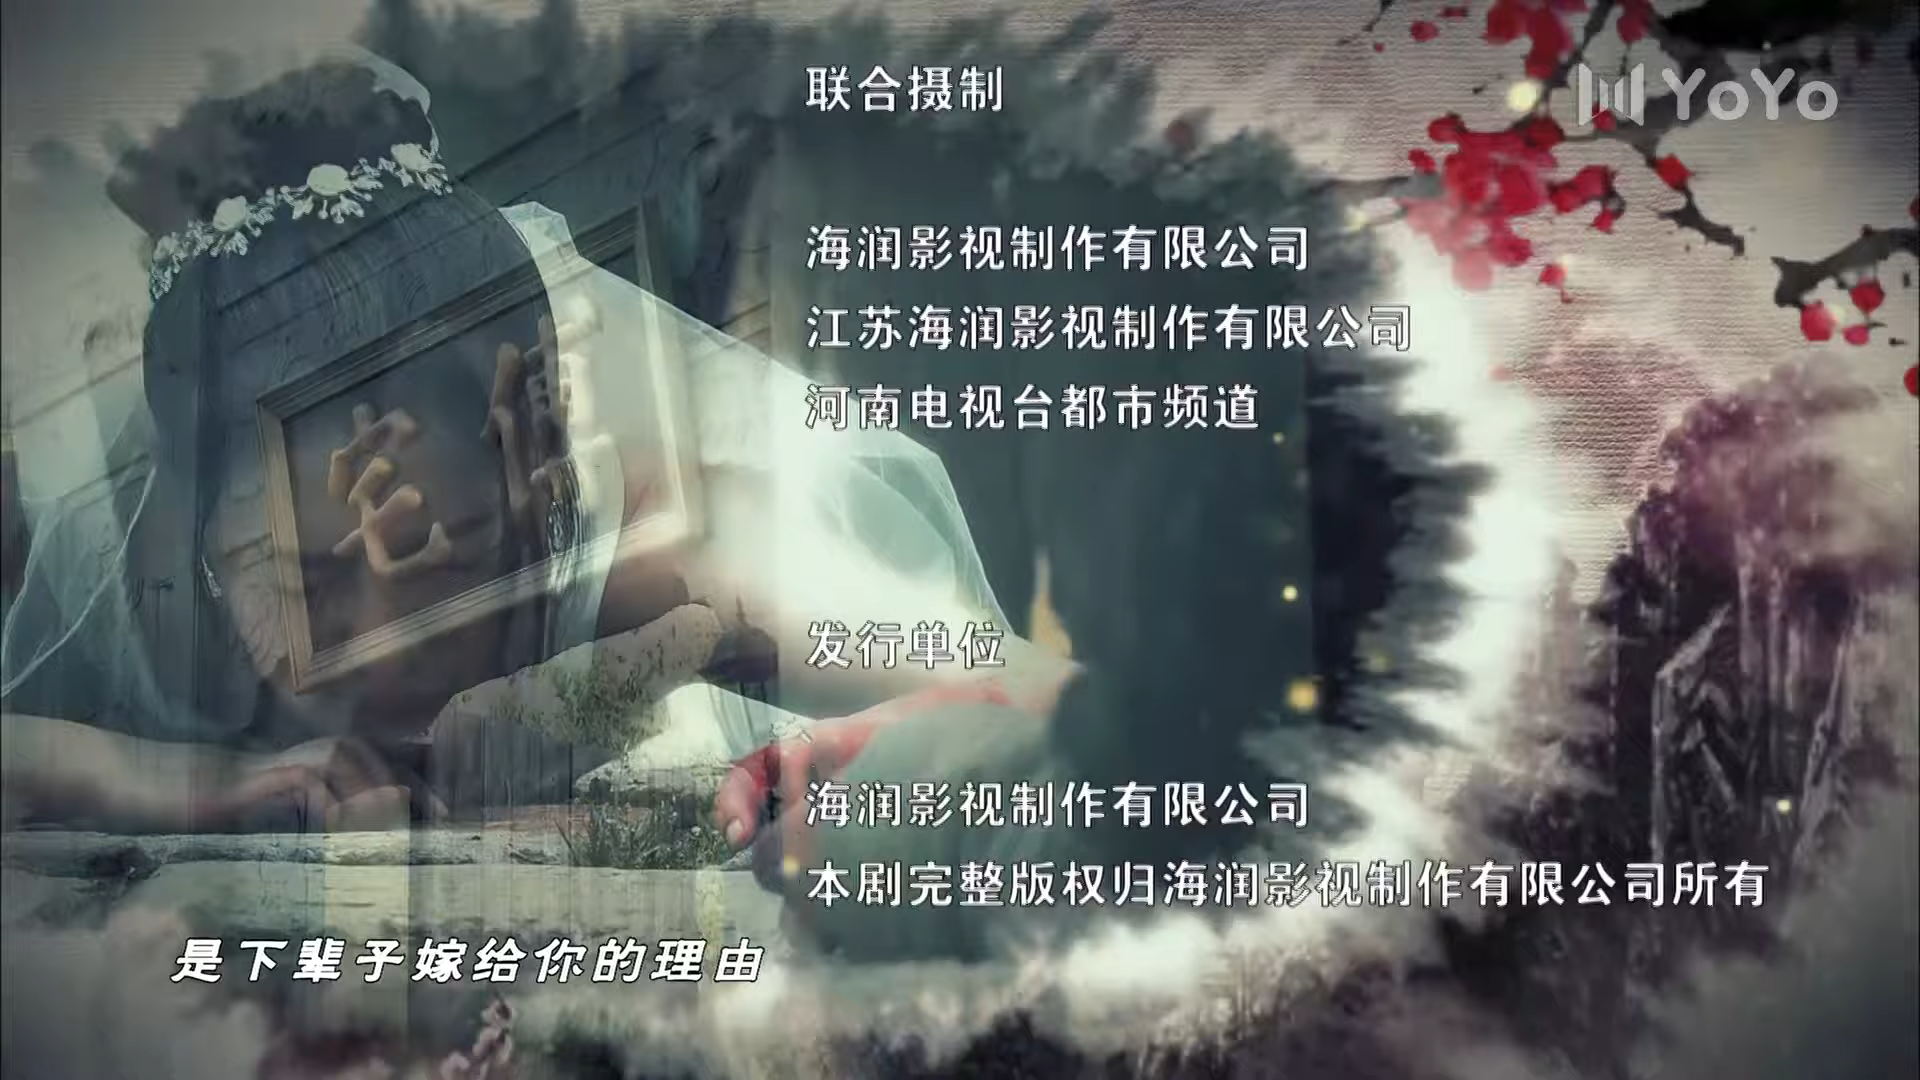 联合摄制
YoYo
海润影视制作有限公司
江苏海润影视制作有限公司
河南电视台都市频道
发行单位
海润影视制作有限公司
本剧完整版权归海润影视制作有限公司所有
是下辈子嫁给你的理由